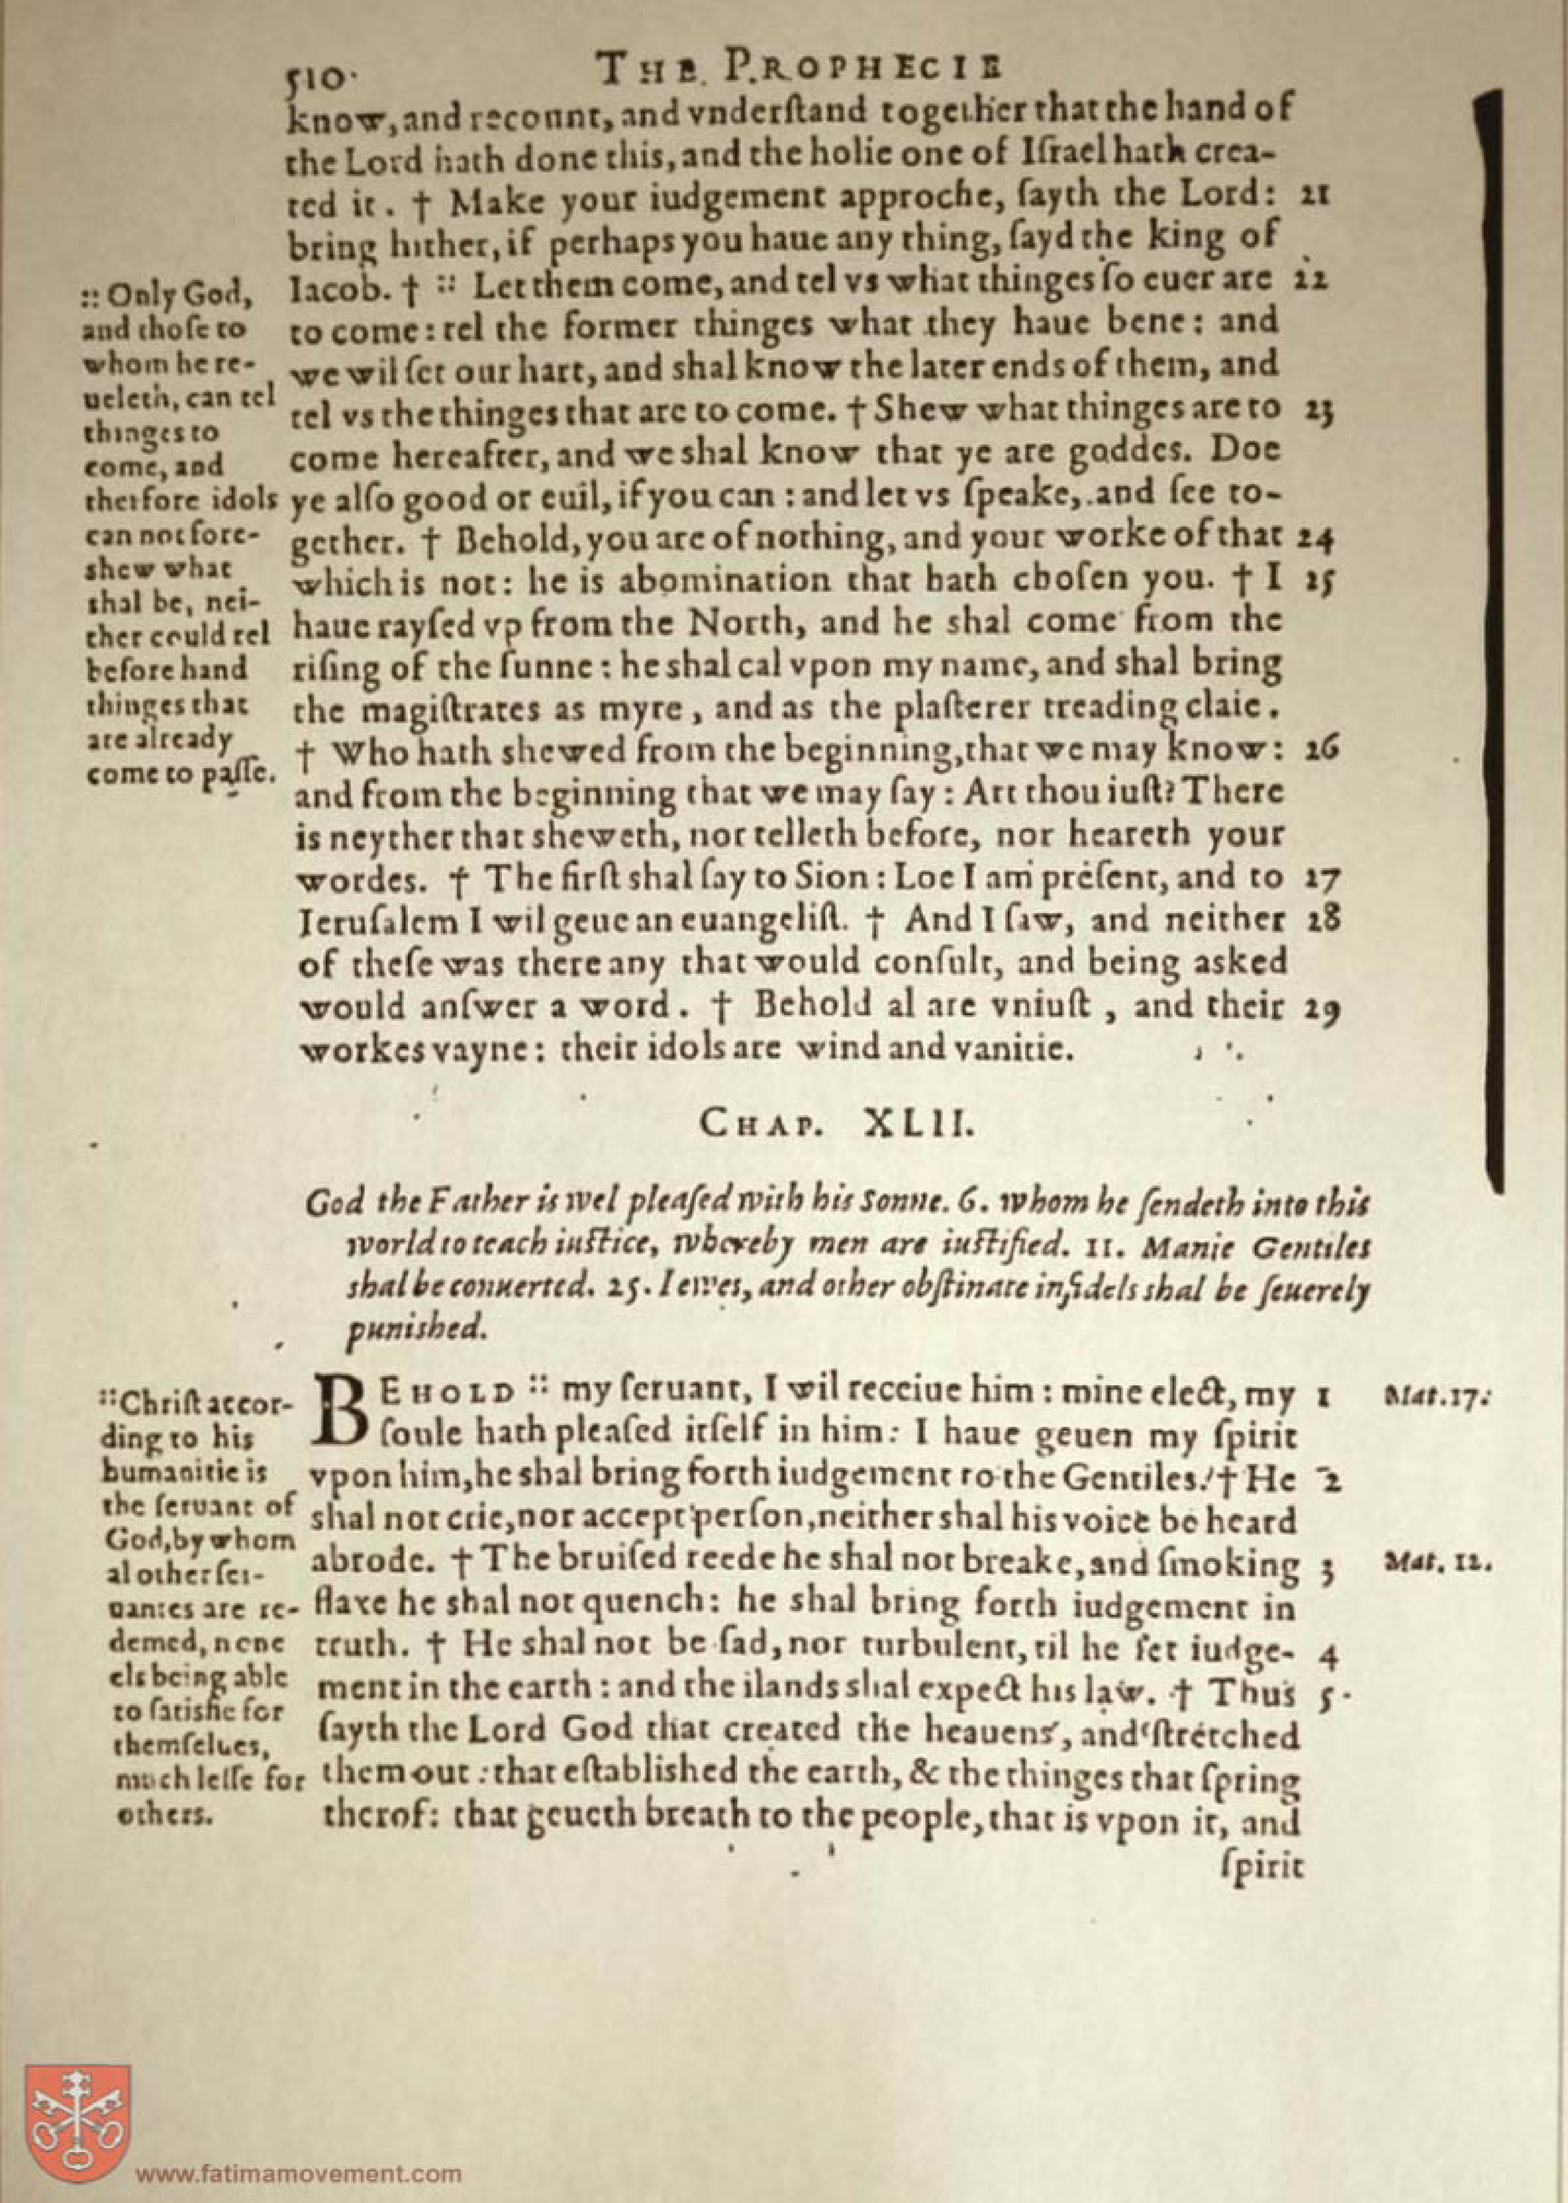 510.
THE PROPHECIE
know, and recount, and vnderſtand together that the hand of
the Lord hath done this, and the holie one of Iſrael hath crea-
ted it. † Make your iudgement approche, ſayth the Lord: 21
bring hither, if perhaps you haue any thing, ſayd the king of
Iacob. † :: Let them come, and tel vs what thinges ſo euer are 22
to come: tel the former thinges what they haue bene: and
we wil ſet our hart, and shal know the later ends of them, and
tel vs the thinges that are to come. † Shew what thinges are to 23
come hereafter, and we shal know that ye are goddes. Doe
ye alſo good or euil, if you can: and let vs ſpeake, and ſee to-
gether. † Behold, you are of nothing, and your worke of that 24
which is not: he is abomination that hath choſen you. † I 25
haue rayſed vp from the North, and he shal come from the
riſing of the ſunne: he shal cal vpon my name, and shal bring
the magiſtrates as myre, and as the plaſterer treading claie.
† Who hath shewed from the beginning, that we may know: 26
and from the beginning that we may ſay: Art thou iuſt? There
is neyther that sheweth, nor telleth before, nor heareth your
wordes. † The firſt shal ſay to Sion: Loe I am preſent, and to 17
Ieruſalem I wil geue an euangeliſt. † And I ſaw, and neither 28
of theſe was there any that would conſult, and being asked
would anſwer a word. † Behold al are vniuſt, and their 29
workes vayne: their idols are wind and vanitie.
:: Only God,
and thoſe to
whom he re-
ueleth, can tel
thinges to
come, and
therfore idols
can not fore-
shew what
shal be, nei-
ther could tel
before hand
thinges that
are already
come to paſſe.
CHAP. XLII.
God the Father is wel pleaſed with his Sonne. 6. whom he ſendeth into this
world to teach iuſtice, whereby men are iuſtified. 11. Manie Gentiles
shal be conuerted. 25. Iewes, and other obſtinate infidels shal be ſeuerely
punished.
BEHOLD :: my ſeruant, I wil receiue him: mine elect, my 1 Mat. 17.
ſoule hath pleaſed itſelf in him: I haue geuen my ſpirit
vpon him, he shal bring forth iudgement to the Gentiles. † He 2
shal not crie, nor accept perſon, neither shal his voice be heard
abrode. † The bruiſed reede he shal not breake, and ſmoking 3 Mat. 12.
flaxe he shal not quench: he shal bring forth iudgement in
truth. † He shal not be ſad, nor turbulent, til he ſet iudge- 4
ment in the earth: and the ilands shal expect his law. † Thus 5.
ſayth the Lord God that created the heauens, and ſtretched
them out: that eſtablished the earth, & the thinges that ſpring
therof: that geueth breath to the people, that is vpon it, and
ſpirit
:: Chriſt accor-
ding to his
humanitie is
the ſeruant of
God, by whom
al other ſer-
uantes are re-
demed, none
els being able
to ſatisfie for
themſelues,
much leſſe for
others.
www.fatimamovement.com